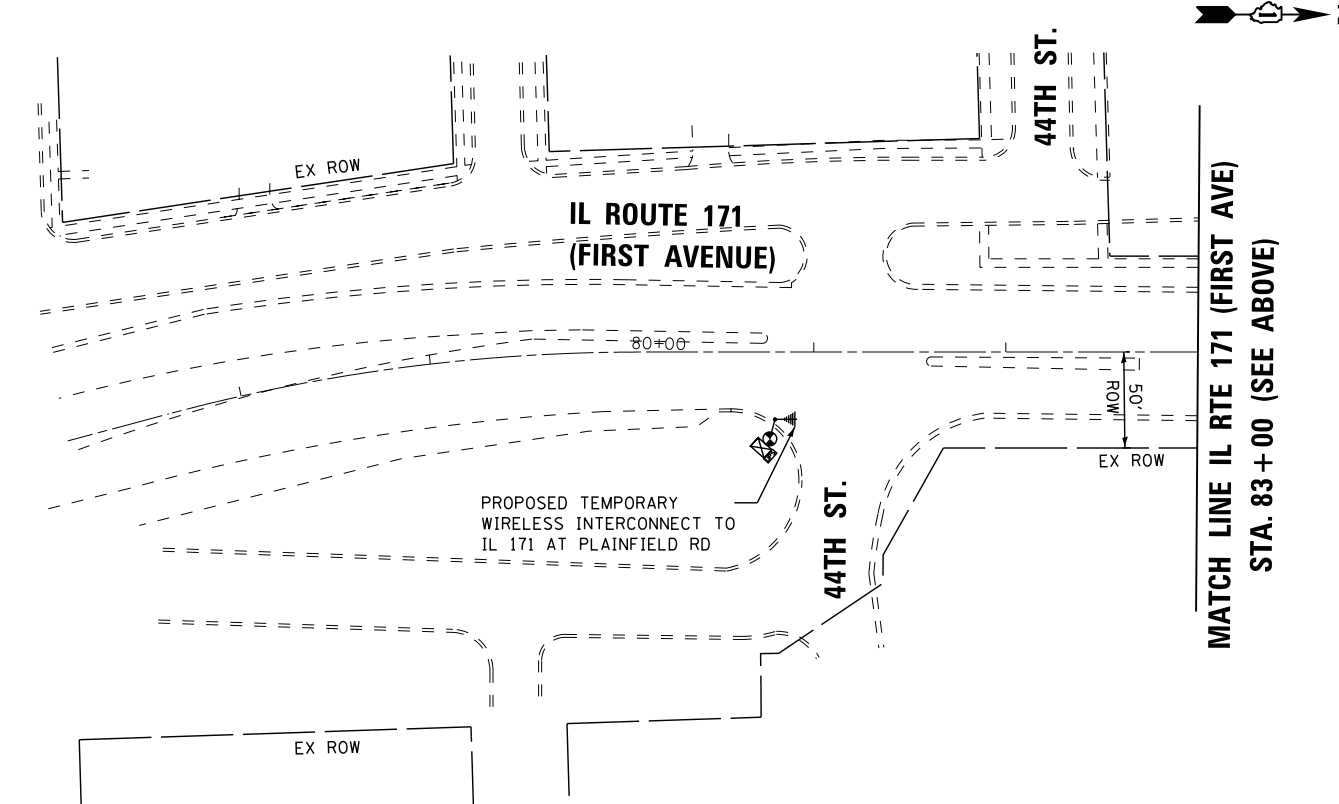 44TH ST.
EX ROW
IL ROUTE 171
(FIRST AVENUE)
80+00
50'
ROW
EX ROW
MATCH LINE IL RTE 171 (FIRST AVE)
STA. 83+00 (SEE ABOVE)
PROPOSED TEMPORARY
WIRELESS INTERCONNECT TO
IL 171 AT PLAINFIELD RD
44TH ST.
EX ROW